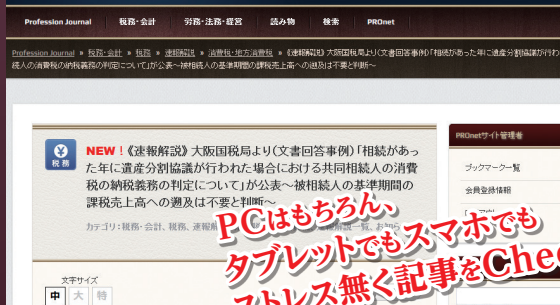 Profession Journal 税務・会計 労務・法務・経営 読み物 検索 PROnet
Profession Journal » 税務・会計 » 税務 » 速報解説 » 消費税・地方消費税 » 《速報解説》 大阪国税局より(文書回答事例)「相続があった年に遺産分割協議が行わ
続人の消費税の納税義務の判定について」が公表～被相続人の基準期間の課税売上高への遡及は不要と判断～
税務
NEW！《速報解説》 大阪国税局より(文書回答事例)「相続があっ
た年に遺産分割協議が行われた場合における共同相続人の消費
税の納税義務の判定について」が公表～被相続人の基準期間の
課税売上高への遡及は不要と判断～
カテゴリ：税務・会計、税務、速報解
説一覧、お知ら
PROnetサイト管理者
ブックマーク一覧
会員登録情報
PCはもちろん、
タブレットでもスマホでも
ストレス無く記事をChe
文字サイズ
中 大 特